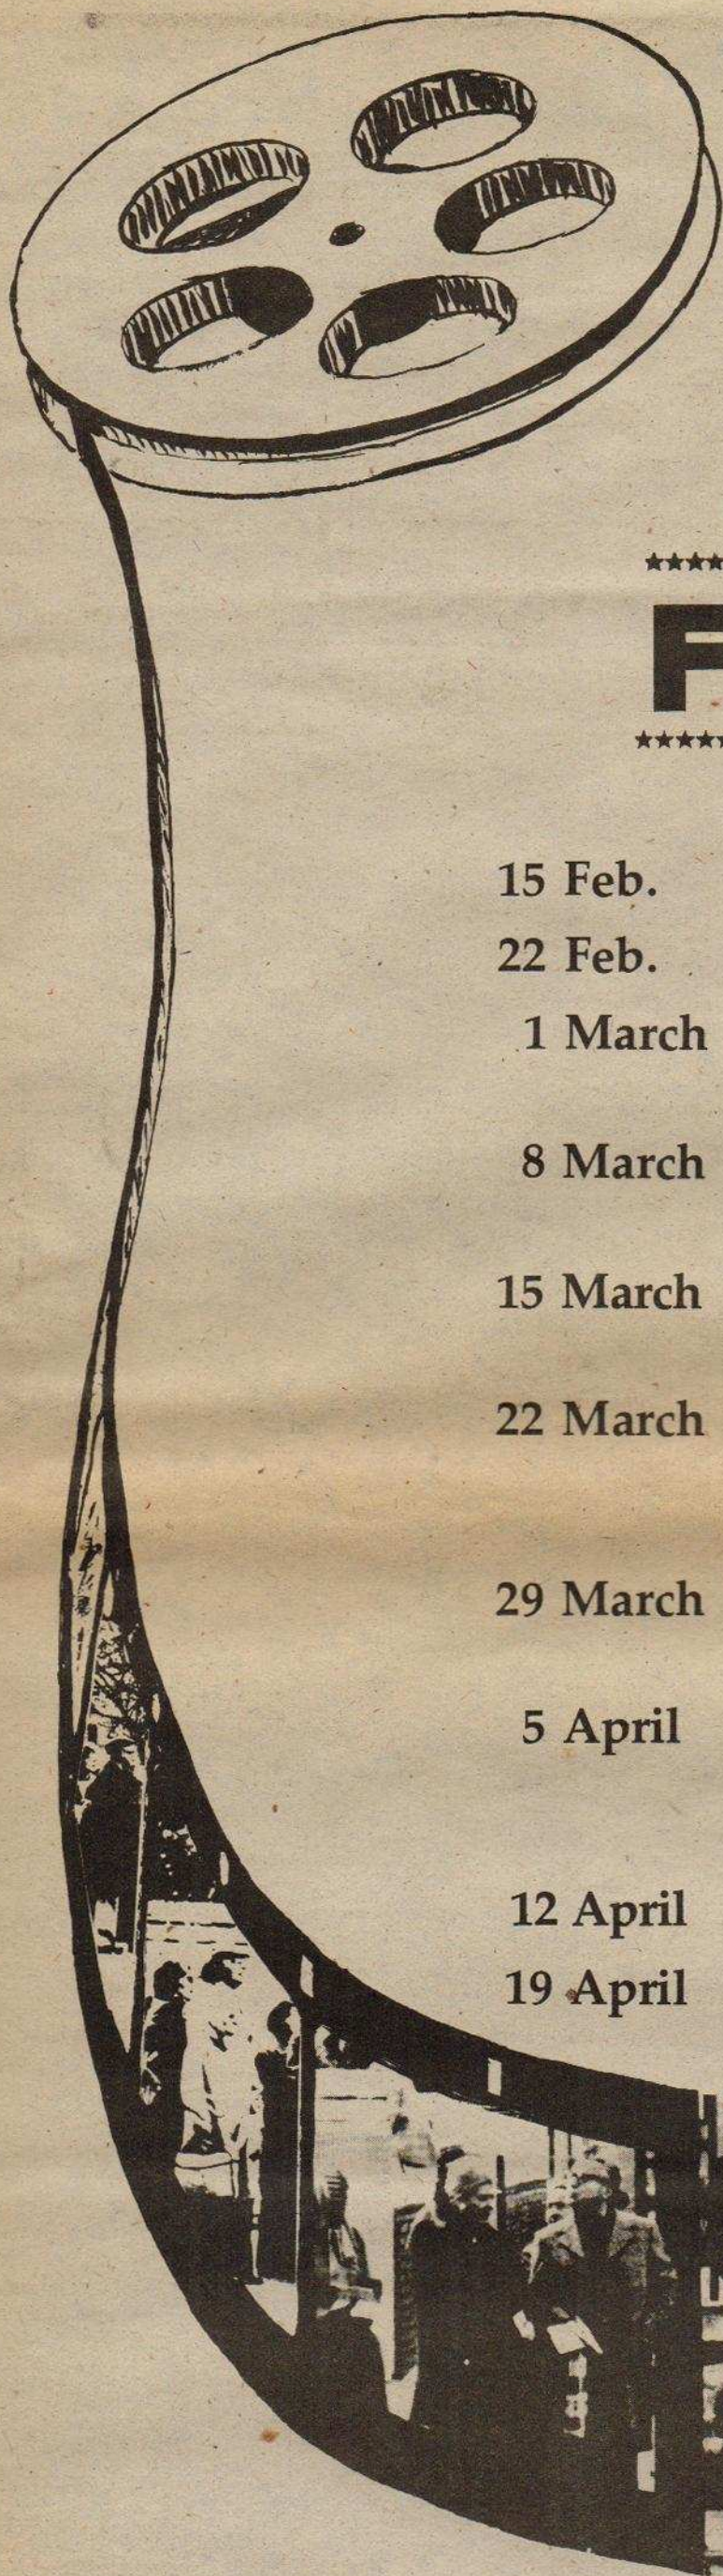 ★★★★
F
★★★★★
15 Feb.
22 Feb.
1 March
8 March
15 March
22 March
29 March
5 April
12 April
19 April